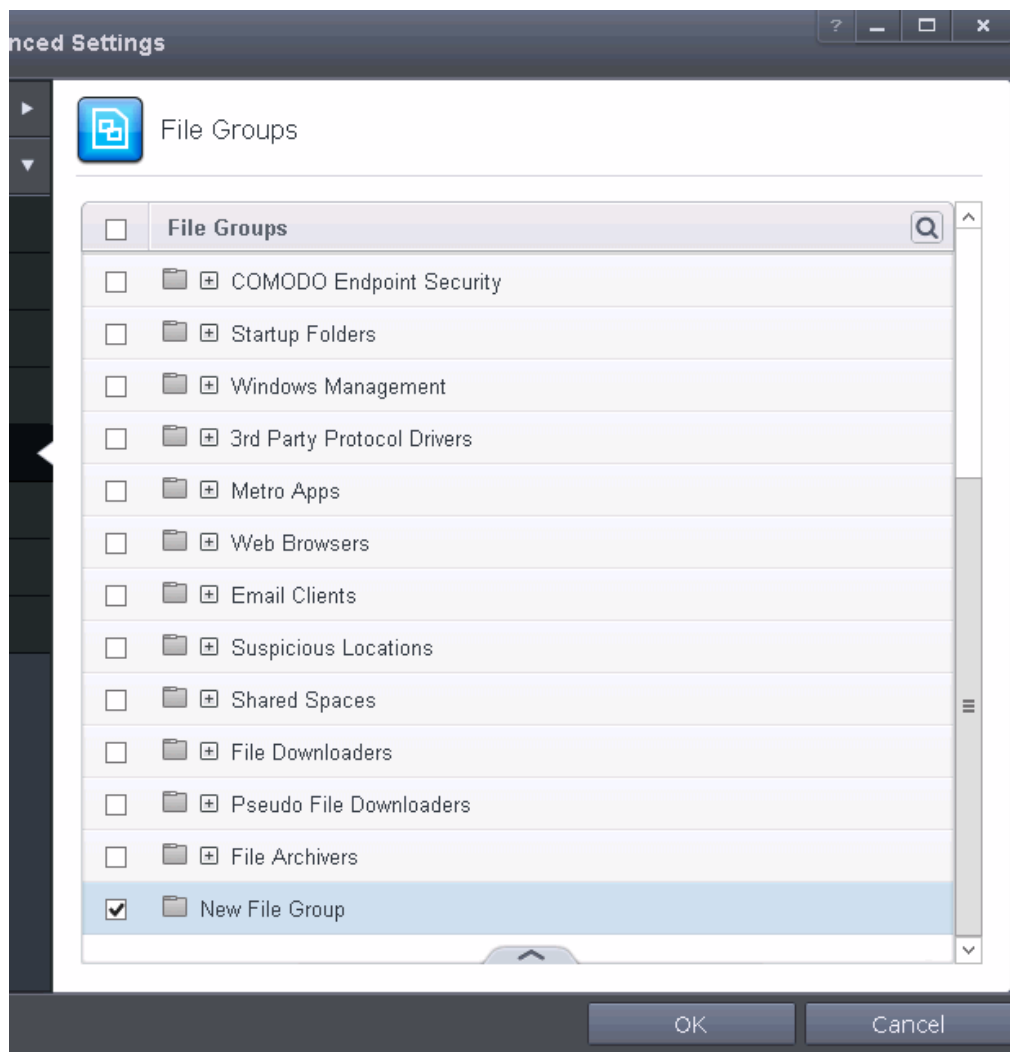 nced Settings
?
File Groups
File Groups
COMODO Endpoint Security
Startup Folders
Windows Management
3rd Party Protocol Drivers
Metro Apps
Web Browsers
Email Clients
Suspicious Locations
Shared Spaces
File Downloaders
Pseudo File Downloaders
File Archivers
New File Group
OK
Cancel